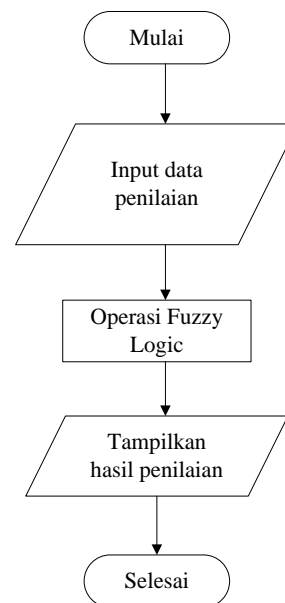 Mulai
Input data
penilaian
Operasi Fuzzy
Logic
Tampilkan
hasil penilaian
Selesai